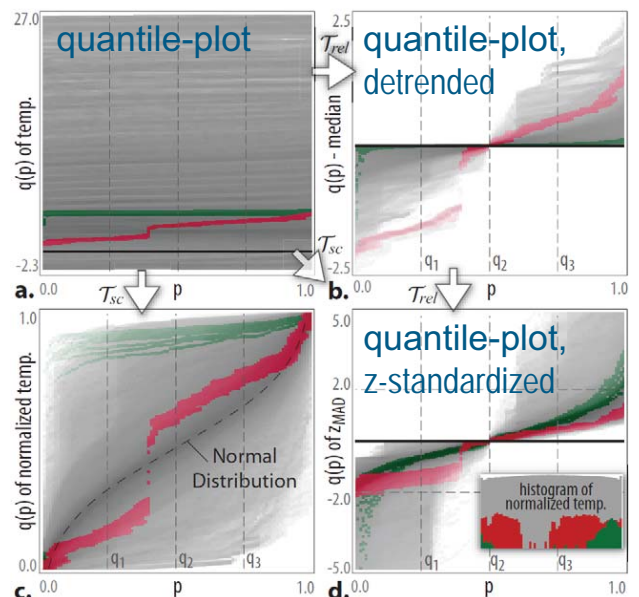 27.0
quantile-plot
q(p) of temp.
-2.3
a.
0.0
p
1.0
𝒯rel
2.5
quantile-plot,
detrended
q(p) - median
-2.5
q1
q2
q3
b.
0.0
p
1.0
𝒯sc
𝒯sc
𝒯rel
1.0
q(p) of normalized temp.
Normal
Distribution
0.0
q1
q2
q3
c.
0.0
p
1.0
5.0
quantile-plot,
z-standardized
2.0
q(p) of zMAD
-2.0
histogram of
normalized temp.
-5.0
q1
q2
q3
d.
0.0
p
1.0